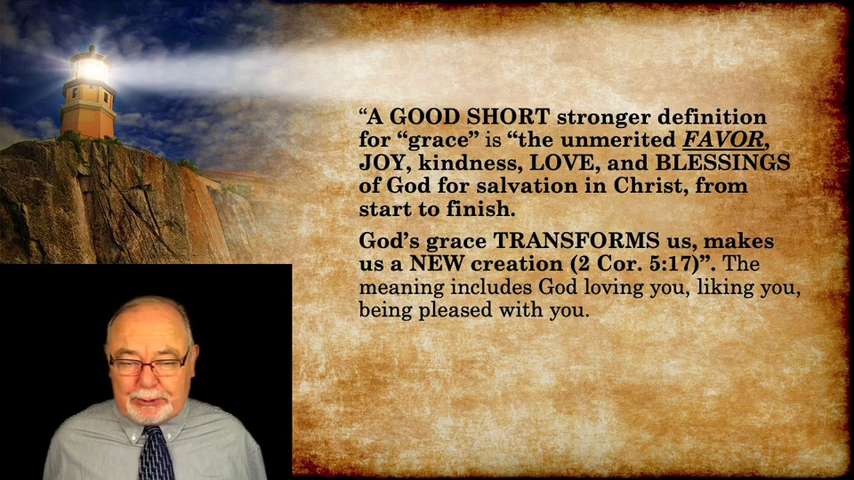 “A GOOD SHORT stronger definition
for “grace” is “the unmerited FAVOR,
JOY, kindness, LOVE, and BLESSINGS
of God for salvation in Christ, from
start to finish.
God’s grace TRANSFORMS us, makes
us a NEW creation (2 Cor. 5:17)”. The
meaning includes God loving you, liking you,
being pleased with you.